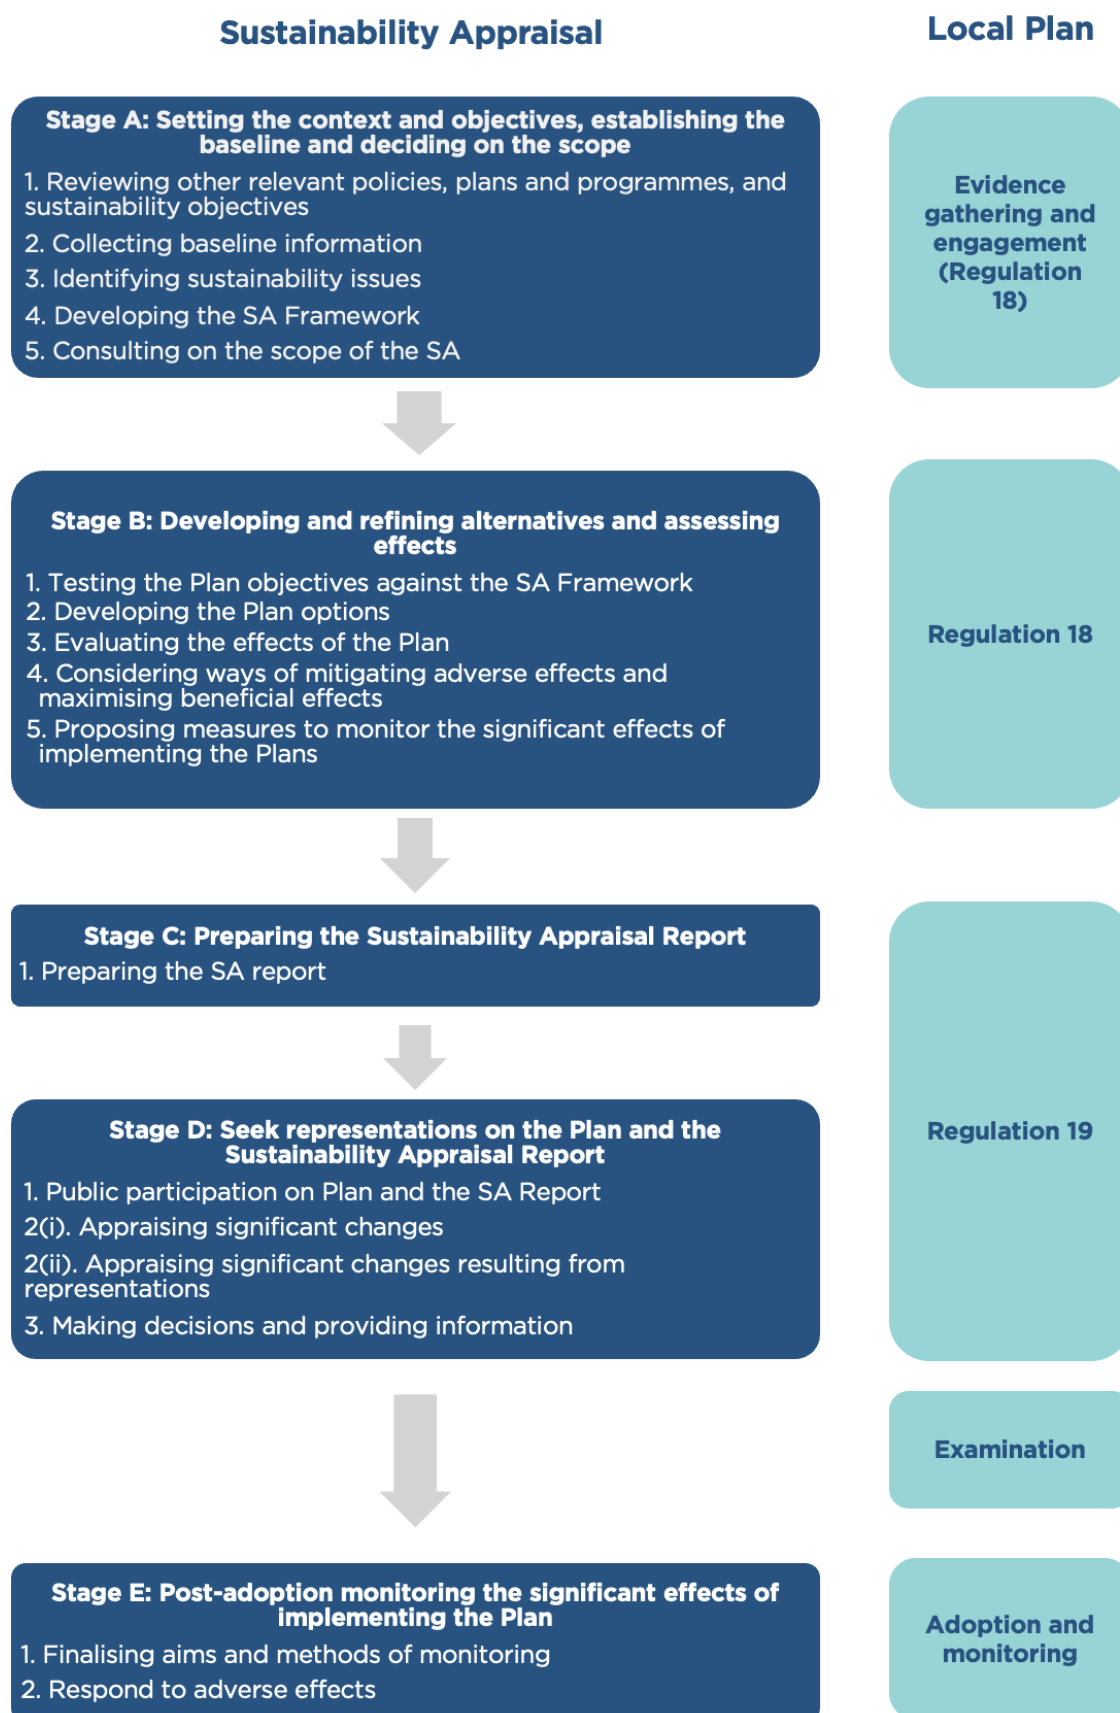 Sustainability Appraisal
Local Plan
Stage A: Setting the context and objectives, establishing the
baseline and deciding on the scope
1. Reviewing other relevant policies, plans and programmes, and
sustainability objectives
2. Collecting baseline information
3. Identifying sustainability issues
4. Developing the SA Framework
5. Consulting on the scope of the SA
Evidence
gathering and
engagement
(Regulation
18)
Stage B: Developing and refining alternatives and assessing
effects
1. Testing the Plan objectives against the SA Framework
2. Developing the Plan options
3. Evaluating the effects of the Plan
4. Considering ways of mitigating adverse effects and
maximising beneficial effects
5. Proposing measures to monitor the significant effects of
implementing the Plans
Regulation 18
Stage C: Preparing the Sustainability Appraisal Report
1. Preparing the SA report
Stage D: Seek representations on the Plan and the
Sustainability Appraisal Report
1. Public participation on Plan and the SA Report
2(i). Appraising significant changes
2(ii). Appraising significant changes resulting from
representations
3. Making decisions and providing information
Regulation 19
Examination
Stage E: Post-adoption monitoring the significant effects of
implementing the Plan
1. Finalising aims and methods of monitoring
2. Respond to adverse effects
Adoption and
monitoring